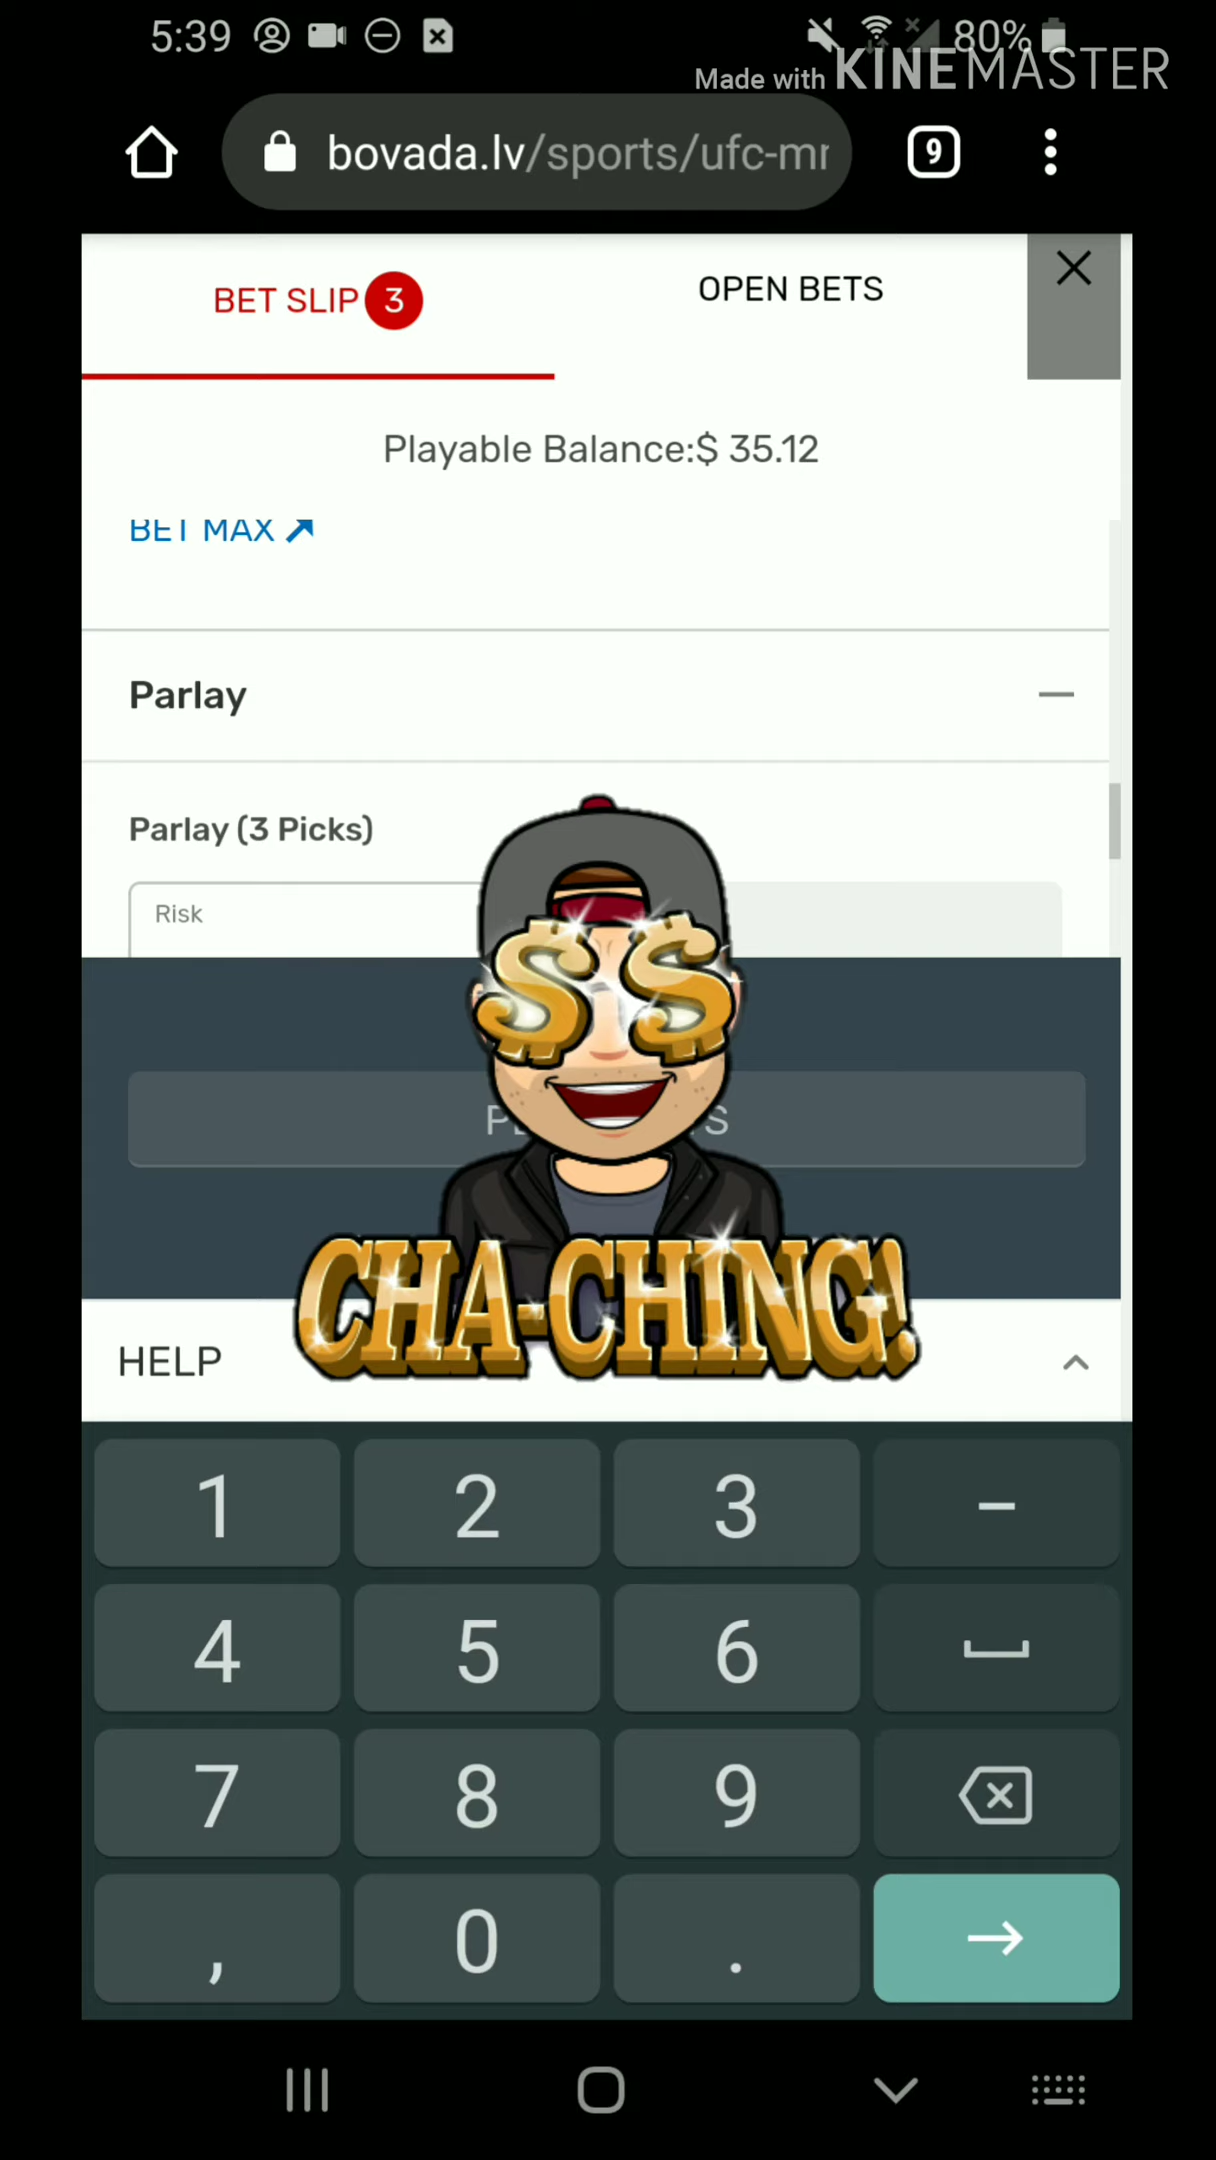 5:39
80%
Made with KINEMASTER
bovada.lv/sports/ufc-mr
9
BET SLIP 3
OPEN BETS
Playable Balance:$ 35.12
BET MAX
Parlay
Parlay (3 Picks)
Risk
CHA-CHING!
HELP
1 2 3 –
4 5 6
7 8 9
, 0 .